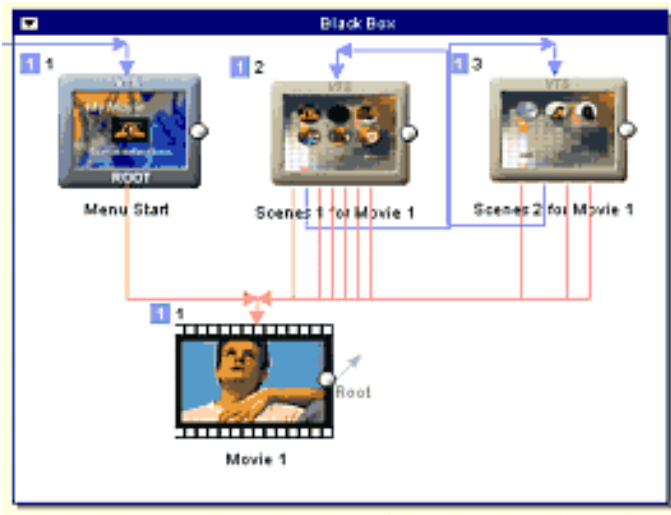 Black Box
1 1
1 2
1 3
VTS
VTS
My Movie
ROOT
Menu Start
Scenes 1 for Movie 1
Scenes 2 for Movie 1
1 1
Root
Movie 1